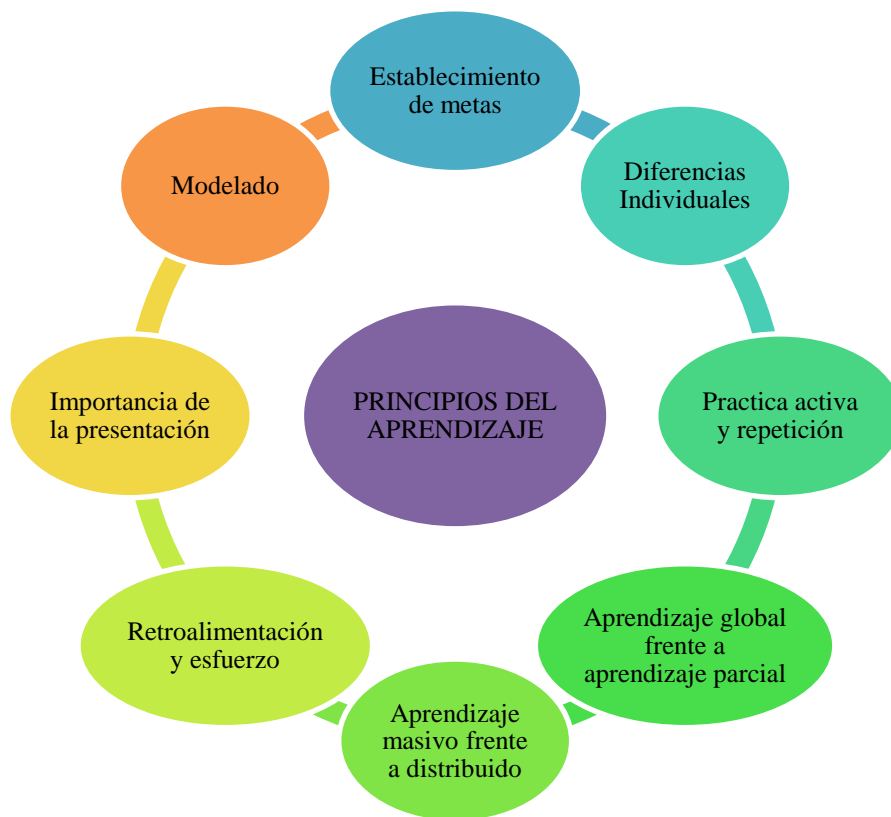 Establecimiento
de metas
Diferencias
Individuales
Practica activa
y repetición
Aprendizaje global
frente a
aprendizaje parcial
Aprendizaje
masivo frente
a distribuido
Retroalimentación
y esfuerzo
Importancia de
la presentación
Modelado
PRINCIPIOS DEL
APRENDIZAJE